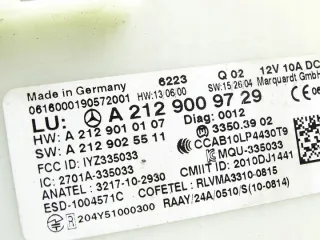 Made in Germany 6223 Q 02 12V 10A DC
0616000190572001 HW:13/06/00 SW:15/26/04 Marquardt GmbH
LU: A 212 900 97 29
HW: A 212 901 01 07 Diag: 0012
SW: A 212 902 55 11 3350.3902
FCC ID: IYZ335033 CCAB10LP4430T9
IC: 2701A-335033 MQU-335033
ANATEL: 3217-10-2930 CMIIT ID: 2010DJ1441
ESD-1004571C COFETEL: RLVMA3310-0815
204Y51000300 RAAY/24A/0510/S(10-0814)